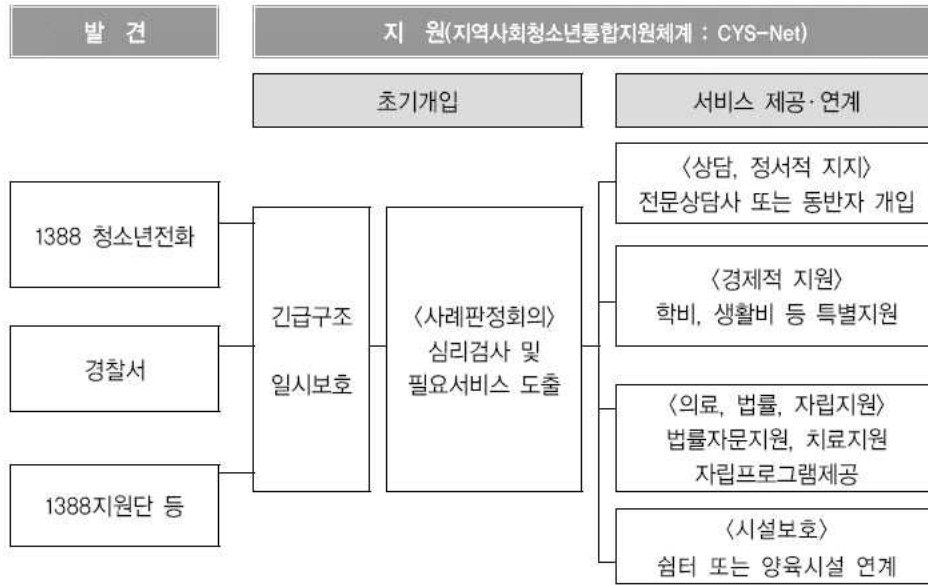 발 견
지 원(지역사회청소년통합지원체계 : CYS-Net)
초기개입
서비스 제공·연계
1388 청소년전화
경찰서
1388지원단 등
긴급구조
일시보호
〈사례판정회의〉
심리검사 및
필요서비스 도출
〈상담, 정서적 지지〉
전문상담사 또는 동반자 개입
〈경제적 지원〉
학비, 생활비 등 특별지원
〈의료, 법률, 자립지원〉
법률자문지원, 치료지원
자립프로그램제공
〈시설보호〉
쉼터 또는 양육시설 연계